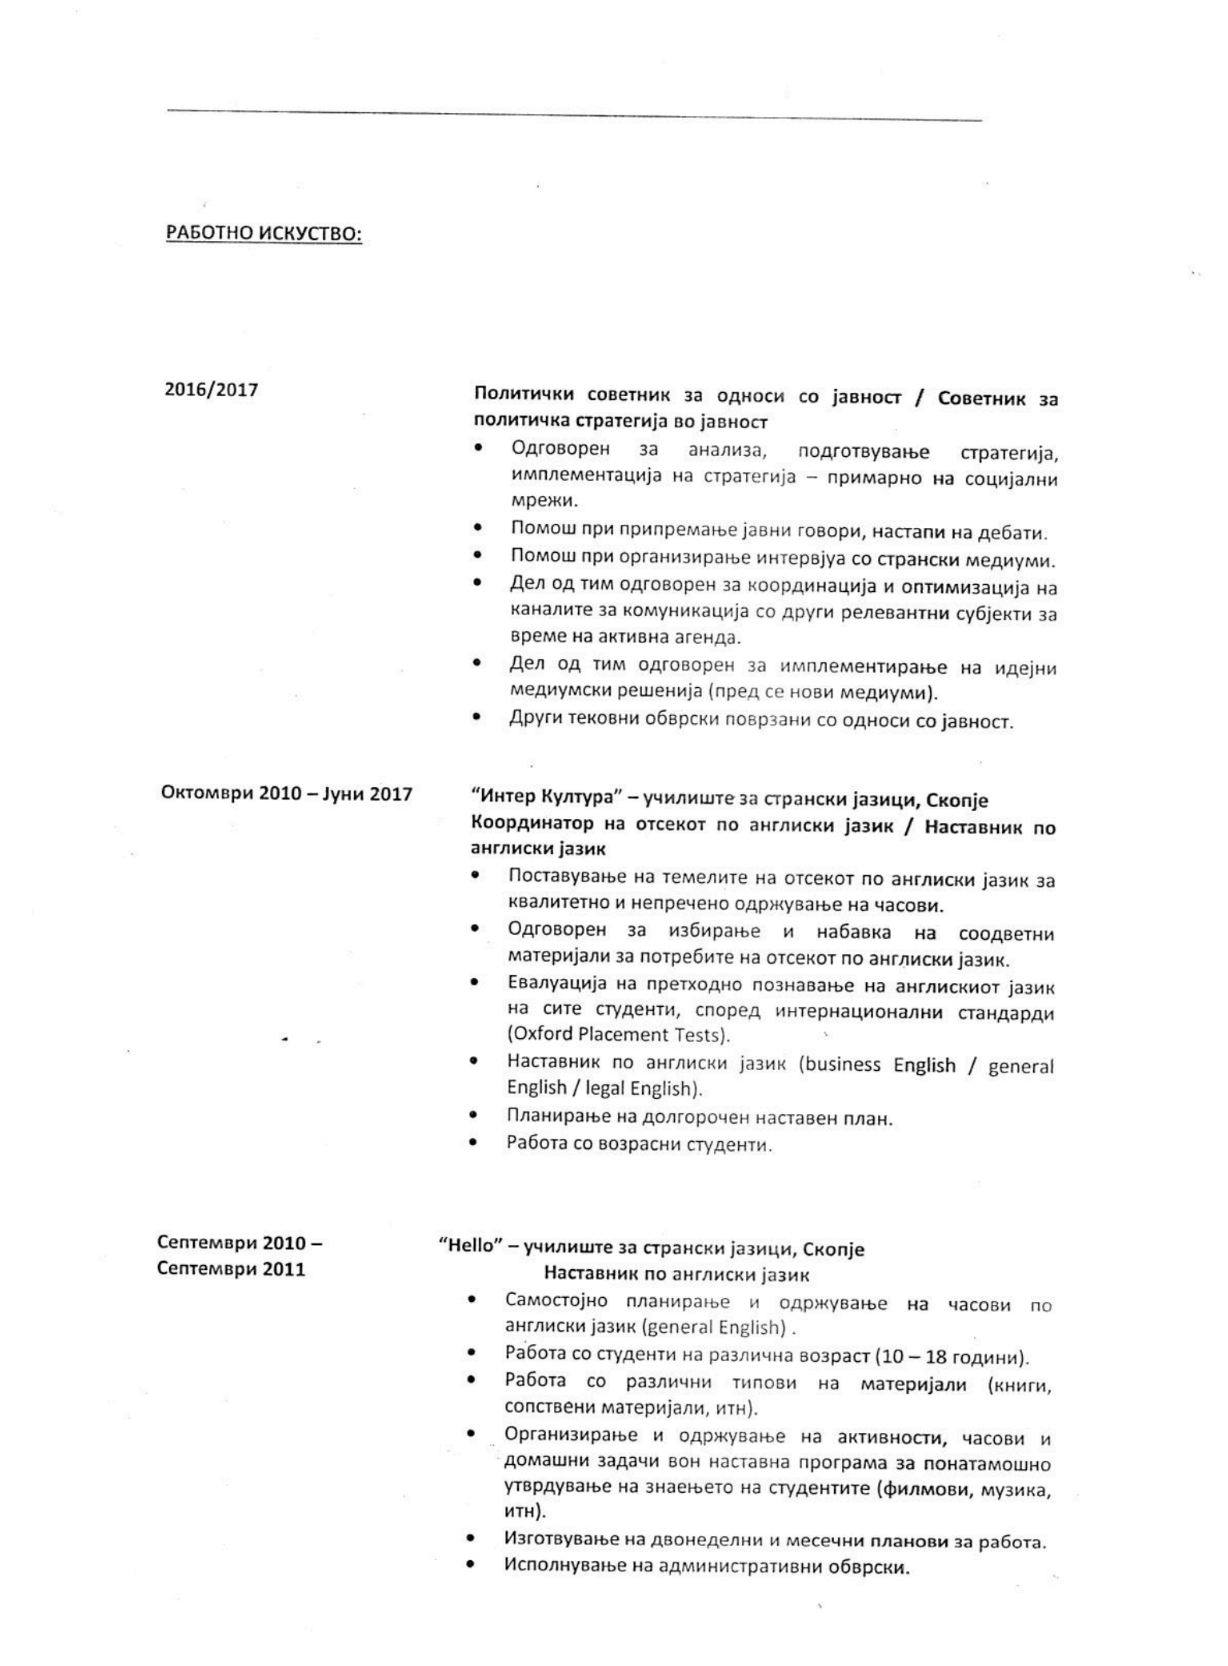 РАБОТНО ИСКУСТВО:
2016/2017
Политички советник за односи со јавност / Советник за
политичка стратегија во јавност
• Одговорен за анализа, подготвување стратегија,
имплементација на стратегија – примарно на социјални
мрежи.
• Помош при припремање јавни говори, настапи на дебати.
• Помош при организирање интервјуа со странски медиуми.
• Дел од тим одговорен за координација и оптимизација на
каналите за комуникација со други релевантни субјекти за
време на активна агенда.
• Дел од тим одговорен за имплементирање на идејни
медиумски решенија (пред се нови медиуми).
• Други тековни обврски поврзани со односи со јавност.
Октомври 2010 – Јуни 2017
“Интер Култура” – училиште за странски јазици, Скопје
Координатор на отсекот по англиски јазик / Наставник по
англиски јазик
• Поставување на темелите на отсекот по англиски јазик за
квалитетно и непречено одржување на часови.
• Одговорен за избирање и набавка на соодветни
материјали за потребите на отсекот по англиски јазик.
• Евалуација на претходно познавање на англискиот јазик
на сите студенти, според интернационални стандарди
(Oxford Placement Tests).
• Наставник по англиски јазик (business English / general
English / legal English).
• Планирање на долгорочен наставен план.
• Работа со возрасни студенти.
Септември 2010 –
Септември 2011
“Hello” – училиште за странски јазици, Скопје
Наставник по англиски јазик
• Самостојно планирање и одржување на часови по
англиски јазик (general English) .
• Работа со студенти на различна возраст (10 – 18 години).
• Работа со различни типови на материјали (книги,
сопствени материјали, итн).
• Организирање и одржување на активности, часови и
домашни задачи вон наставна програма за понатамошно
утврдување на знаењето на студентите (филмови, музика,
итн).
• Изготвување на двонеделни и месечни планови за работа.
• Исполнување на административни обврски.